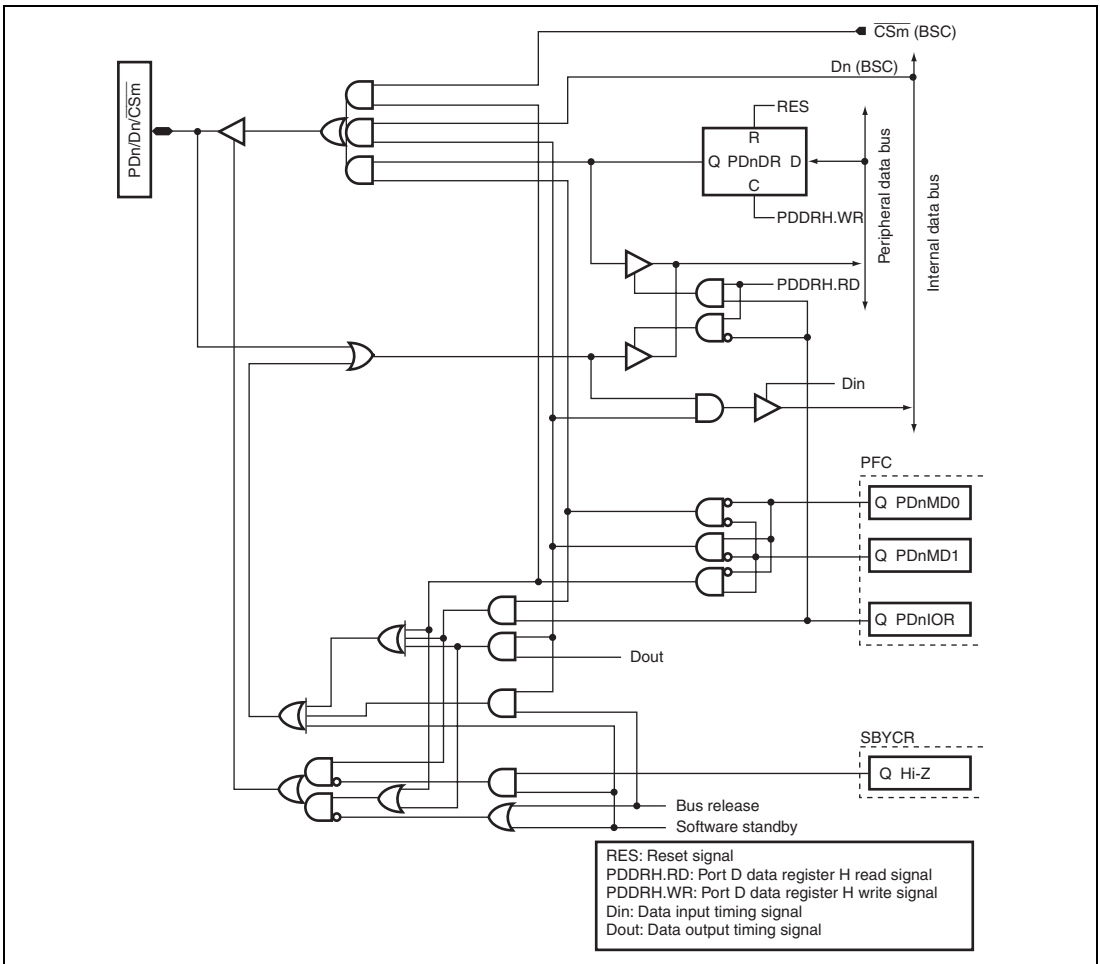 CSm (BSC)
Dn (BSC)
PDn/Dn/CSm
RES
R
Q PDnDR D
C
PDDRH.WR
Peripheral data bus
Internal data bus
PDDRH.RD
Din
PFC
Q PDnMD0
Q PDnMD1
Q PDnIOR
Dout
SBYCR
Q Hi-Z
Bus release
Software standby
RES: Reset signal
PDDRH.RD: Port D data register H read signal
PDDRH.WR: Port D data register H write signal
Din: Data input timing signal
Dout: Data output timing signal